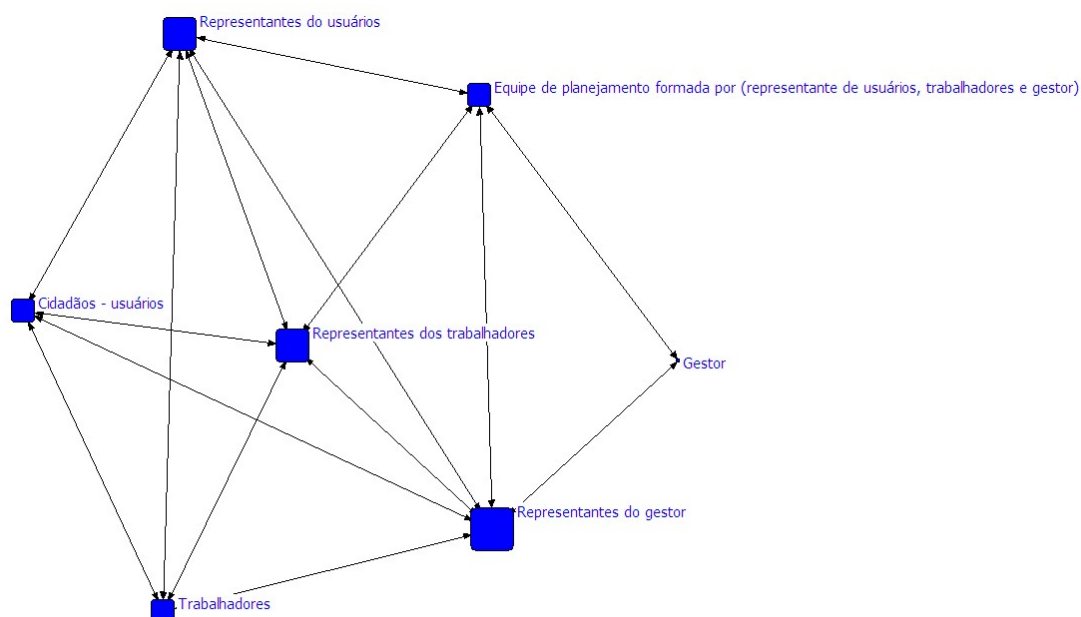 Representantes do usuários
Equipe de planejamento formada por (representante de usuários, trabalhadores e gestor)
Cidadãos - usuários
Representantes dos trabalhadores
Gestor
Representantes do gestor
Trabalhadores